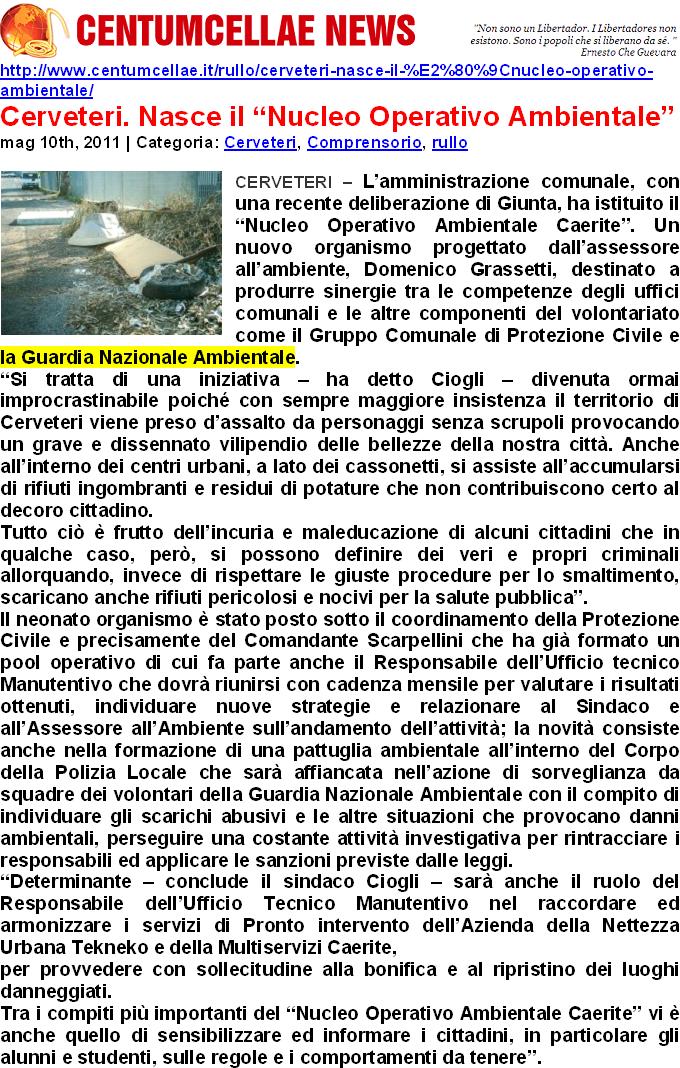 CENTUMCELLAE NEWS
"Non sono un Libertador. I Libertadores non
esistono. Sono i popoli che si liberano da sé. "
Ernesto Che Guevara
http://www.centumcellae.it/rullo/cerveteri-nasce-il-%E2%80%9Cnucleo-operativo-
ambientale/
Cerveteri. Nasce il “Nucleo Operativo Ambientale”
mag 10th, 2011 | Categoria: Cerveteri, Comprensorio, rullo
CERVETERI – L’amministrazione comunale, con
una recente deliberazione di Giunta, ha istituito il
“Nucleo Operativo Ambientale Caerite”. Un
nuovo organismo progettato dall’assessore
all’ambiente, Domenico Grassetti, destinato a
produrre sinergie tra le competenze degli uffici
comunali e le altre componenti del volontariato
come il Gruppo Comunale di Protezione Civile e
la Guardia Nazionale Ambientale.
“Si tratta di una iniziativa – ha detto Ciogli – divenuta ormai
improcrastinabile poiché con sempre maggiore insistenza il territorio di
Cerveteri viene preso d’assalto da personaggi senza scrupoli provocando
un grave e dissennato vilipendio delle bellezze della nostra città. Anche
all’interno dei centri urbani, a lato dei cassonetti, si assiste all’accumularsi
di rifiuti ingombranti e residui di potature che non contribuiscono certo al
decoro cittadino.
Tutto ciò è frutto dell’incuria e maleducazione di alcuni cittadini che in
qualche caso, però, si possono definire dei veri e propri criminali
allorquando, invece di rispettare le giuste procedure per lo smaltimento,
scaricano anche rifiuti pericolosi e nocivi per la salute pubblica”.
Il neonato organismo è stato posto sotto il coordinamento della Protezione
Civile e precisamente del Comandante Scarpellini che ha già formato un
pool operativo di cui fa parte anche il Responsabile dell’Ufficio tecnico
Manutentivo che dovrà riunirsi con cadenza mensile per valutare i risultati
ottenuti, individuare nuove strategie e relazionare al Sindaco e
all’Assessore all’Ambiente sull’andamento dell’attività; la novità consiste
anche nella formazione di una pattuglia ambientale all’interno del Corpo
della Polizia Locale che sarà affiancata nell’azione di sorveglianza da
squadre dei volontari della Guardia Nazionale Ambientale con il compito di
individuare gli scarichi abusivi e le altre situazioni che provocano danni
ambientali, perseguire una costante attività investigativa per rintracciare i
responsabili ed applicare le sanzioni previste dalle leggi.
“Determinante – conclude il sindaco Ciogli – sarà anche il ruolo del
Responsabile dell’Ufficio Tecnico Manutentivo nel raccordare ed
armonizzare i servizi di Pronto intervento dell’Azienda della Nettezza
Urbana Tekneko e della Multiservizi Caerite,
per provvedere con sollecitudine alla bonifica e al ripristino dei luoghi
danneggiati.
Tra i compiti più importanti del “Nucleo Operativo Ambientale Caerite” vi è
anche quello di sensibilizzare ed informare i cittadini, in particolare gli
alunni e studenti, sulle regole e i comportamenti da tenere”.